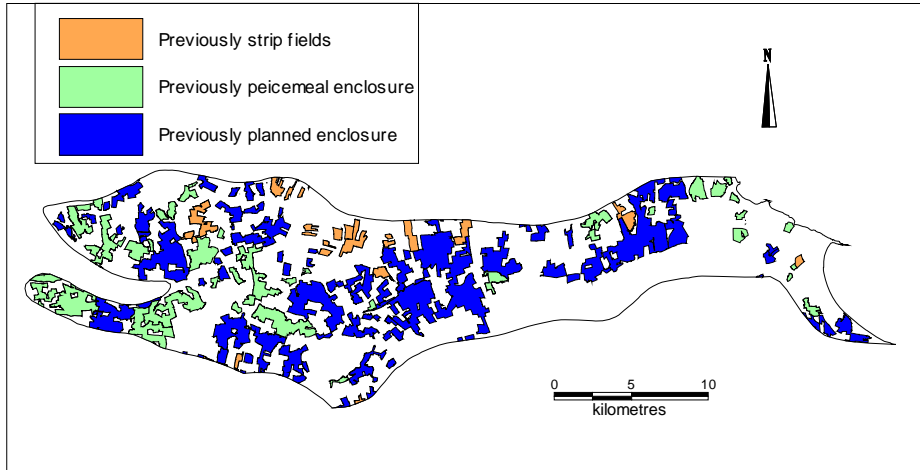 Previously strip fields
Previously peicemeal enclosure
Previously planned enclosure
N
0 5 10
kilometres